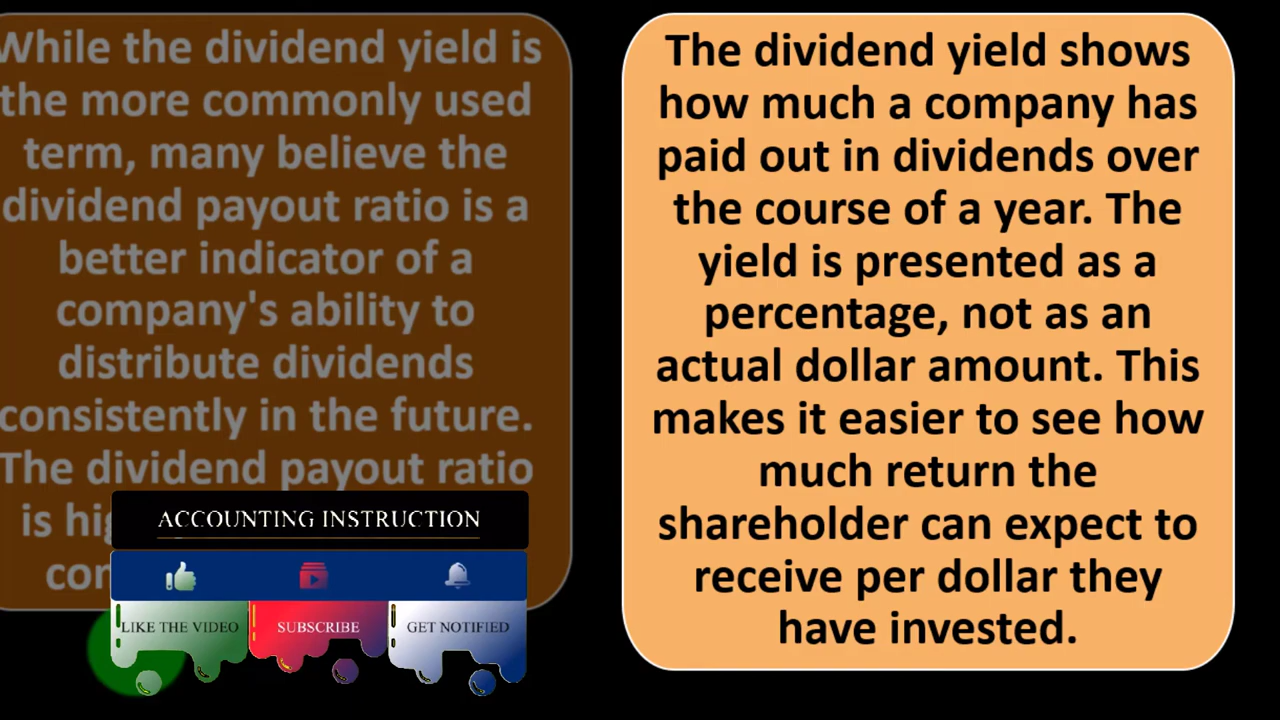 While the dividend yield is
the more commonly used
term, many believe the
dividend payout ratio is a
better indicator of a
company's ability to
distribute dividends
consistently in the future.
The dividend payout ratio
is
The dividend yield shows
how much a company has
paid out in dividends over
the course of a year. The
yield is presented as a
percentage, not as an
actual dollar amount. This
makes it easier to see how
much return the
shareholder can expect to
receive per dollar they
have invested.
ACCOUNTING INSTRUCTION
LIKE THE VIDEO
SUBSCRIBE
GET NOTIFIED